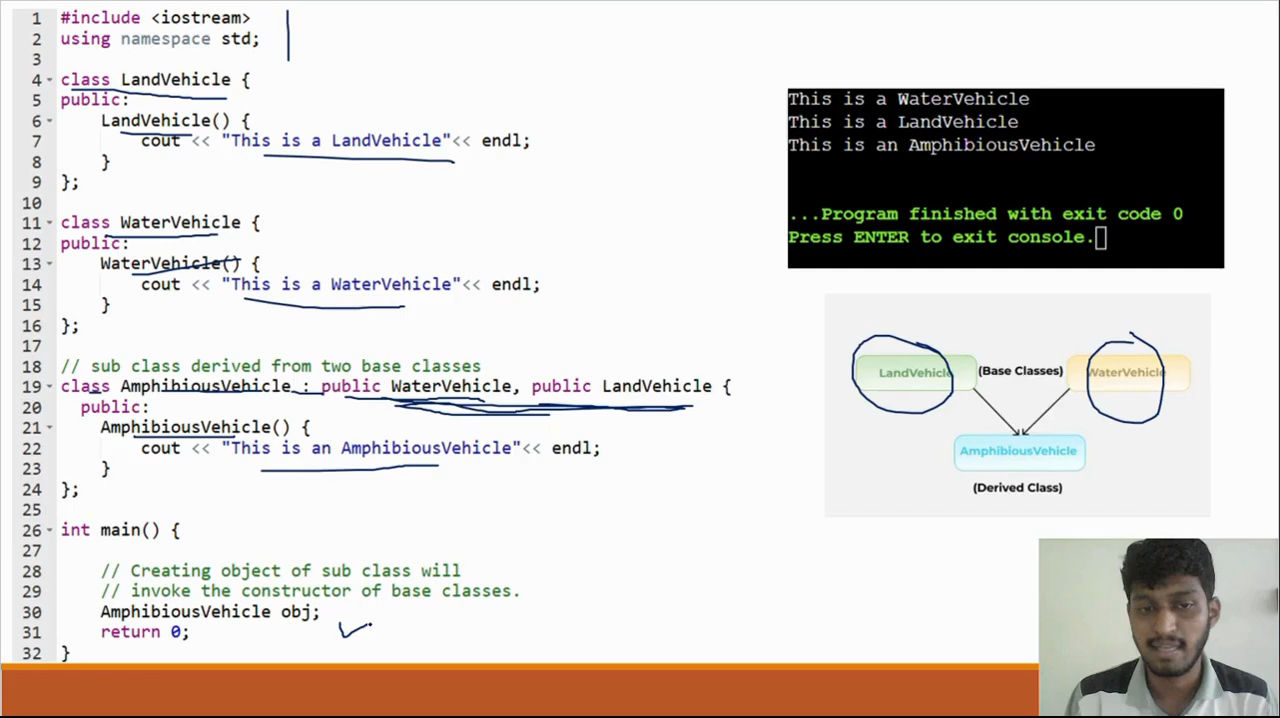 1 #include <iostream>
2 using namespace std;
3
4 class LandVehicle {
5 public:
6 LandVehicle() {
7 cout << "This is a LandVehicle"<< endl;
8 }
9 };
10
11 class WaterVehicle {
12 public:
13 WaterVehicle() {
14 cout << "This is a WaterVehicle"<< endl;
15 }
16 };
17
18 // sub class derived from two base classes
19 class AmphibiousVehicle : public WaterVehicle, public LandVehicle {
20 public:
21 AmphibiousVehicle() {
22 cout << "This is an AmphibiousVehicle"<< endl;
23 }
24 };
25
26 int main() {
27
28 // Creating object of sub class will
29 // invoke the constructor of base classes.
30 AmphibiousVehicle obj;
31 return 0;
32 }
This is a WaterVehicle
This is a LandVehicle
This is an AmphibiousVehicle
...Program finished with exit code 0
Press ENTER to exit console.
LandVehicle (Base Classes) WaterVehicle
AmphibiousVehicle
(Derived Class)